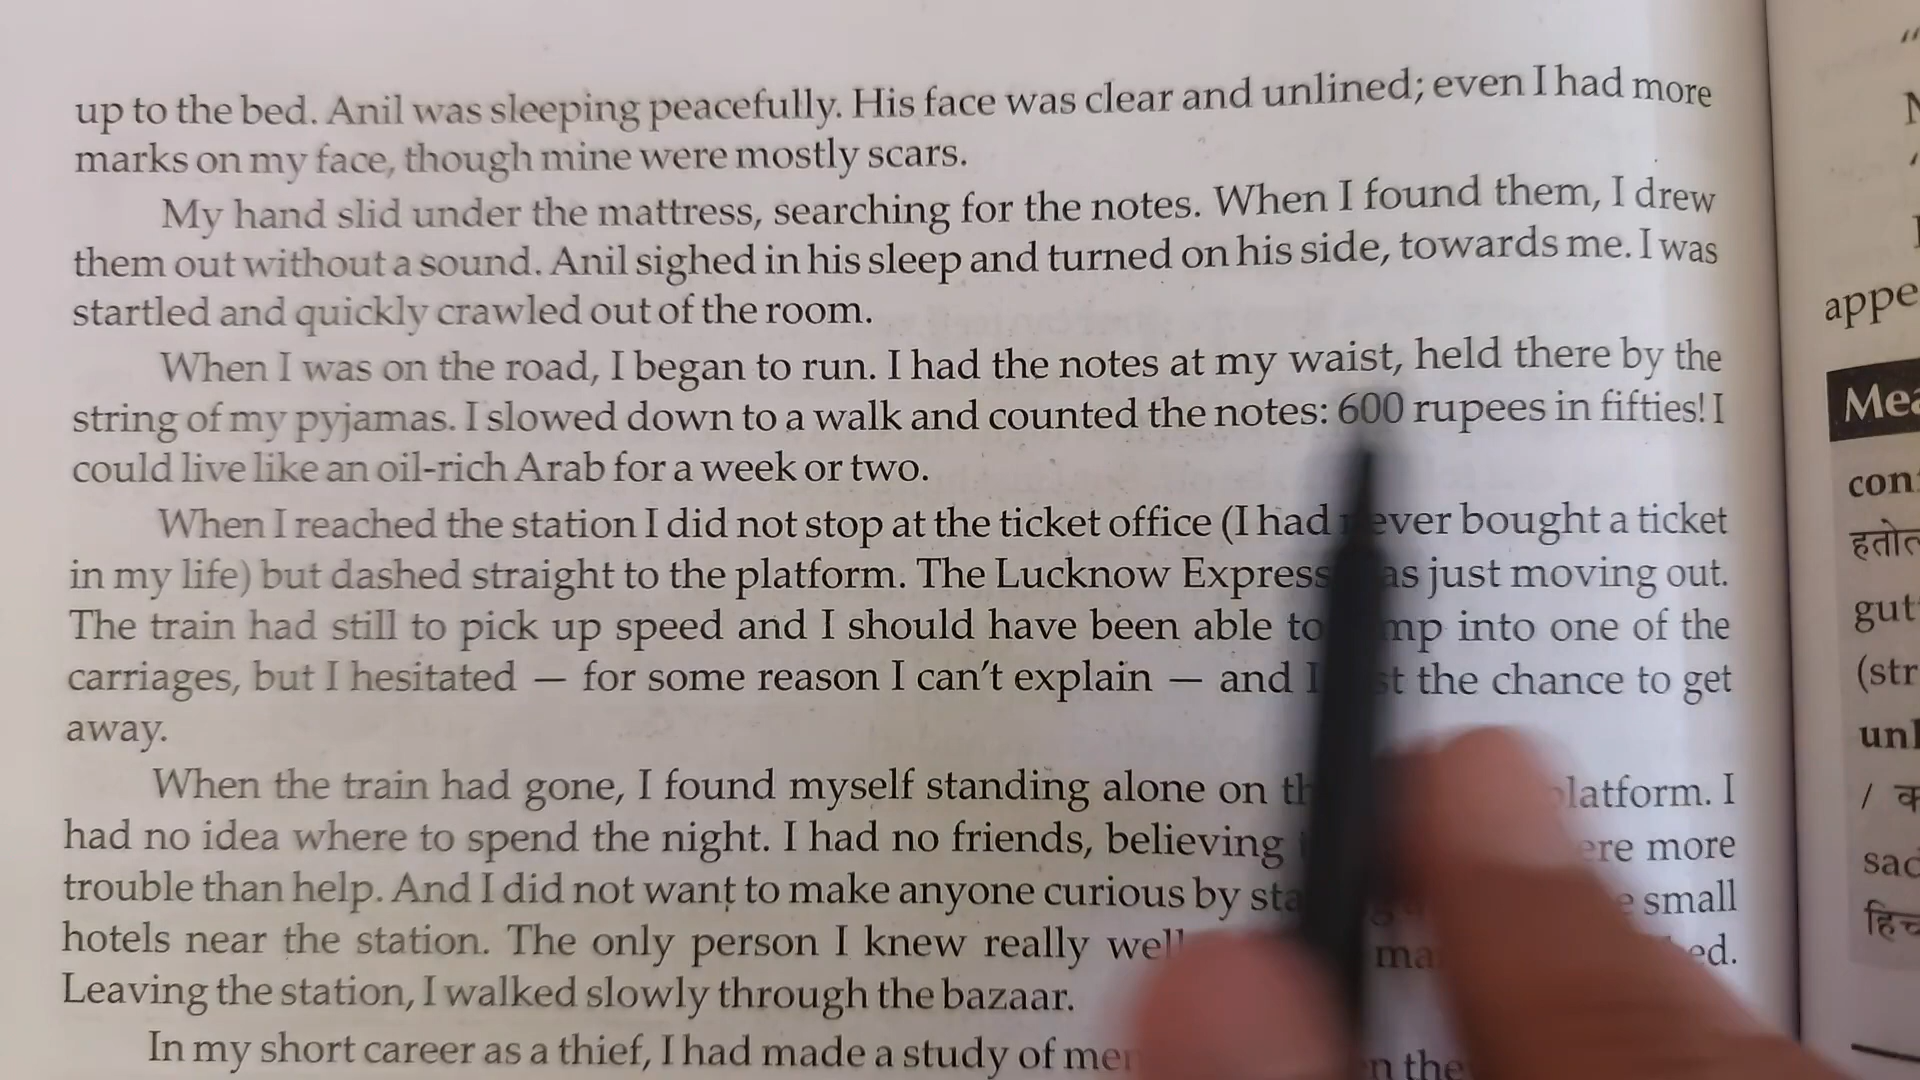 up to the bed. Anil was sleeping peacefully. His face was clear and unlined; even I had more
marks on my face, though mine were mostly scars.
My hand slid under the mattress, searching for the notes. When I found them, I drew
them out without a sound. Anil sighed in his sleep and turned on his side, towards me. I was
startled and quickly crawled out of the room.
When I was on the road, I began to run. I had the notes at my waist, held there by the
string of my pyjamas. I slowed down to a walk and counted the notes: 600 rupees in fifties! I
could live like an oil-rich Arab for a week or two.
When I reached the station I did not stop at the ticket office (I had never bought a ticket
in my life) but dashed straight to the platform. The Lucknow Express was just moving out.
The train had still to pick up speed and I should have been able to jump into one of the
carriages, but I hesitated — for some reason I can't explain — and I lost the chance to get
away.
When the train had gone, I found myself standing alone on platform. I
had no idea where to spend the night. I had no friends, believing more
trouble than help. And I did not want to make anyone curious by small
hotels near the station. The only person I knew really well
Leaving the station, I walked slowly through the bazaar.
In my short career as a thief, I had made a study of the
appe
Mea
con
हतो
gut
(str
unl
/ क
sad
हिच